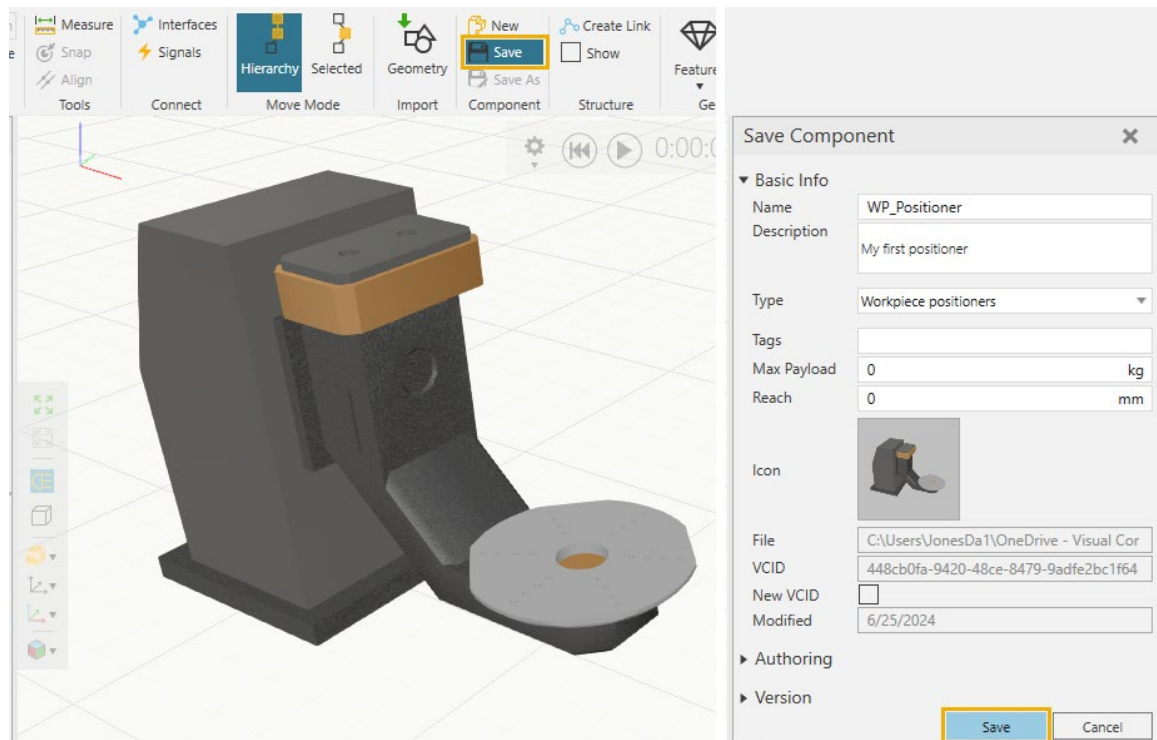 Measure
Snap
Align
Tools
Interfaces
Signals
Connect
Hierarchy
Selected
Move Mode
Geometry
Import
New
Save
Save As
Component
Create Link
Show
Structure
Feature
Ge
0:00:0
Save Component
Basic Info
Name WP_Positioner
Description My first positioner
Type Workpiece positioners
Tags
Max Payload 0 kg
Reach 0 mm
Icon
File C:\Users\JonesDa1\OneDrive - Visual Cor
VCID 448cb0fa-9420-48ce-8479-9adfe2bc1f64
New VCID
Modified 6/25/2024
Authoring
Version
Save Cancel